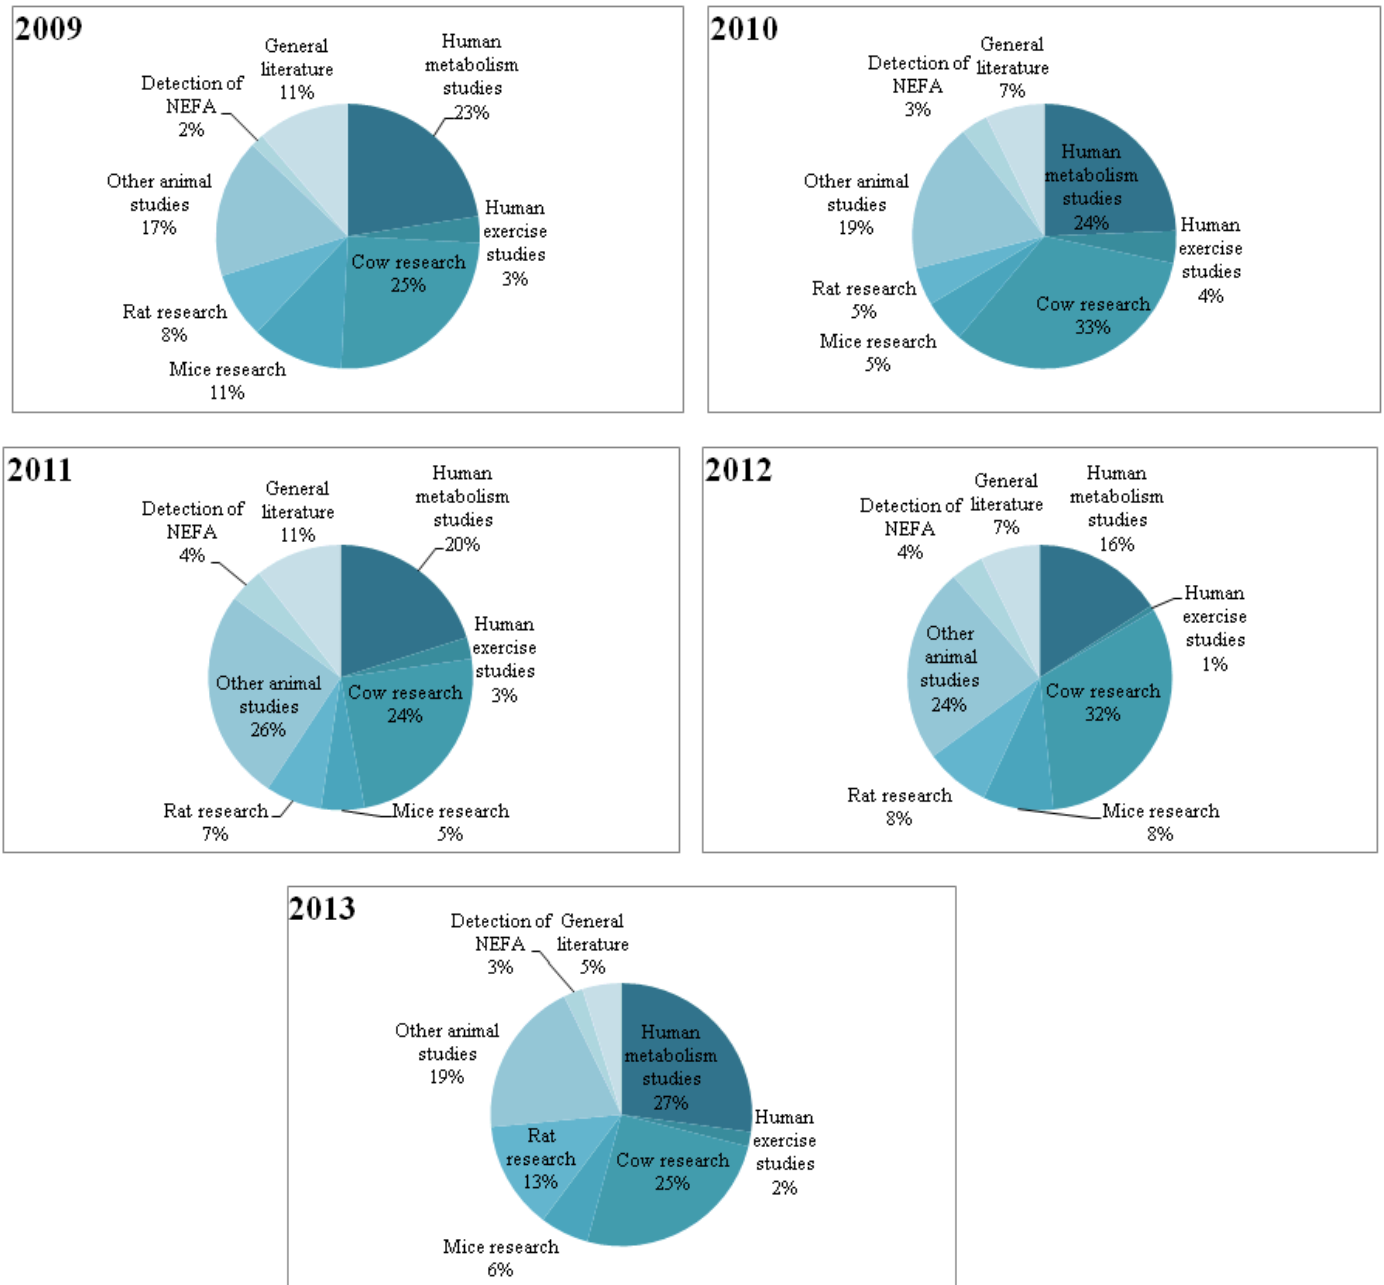 2009
General
literature
11%
Human
metabolism
studies
23%
Detection of
NEFA
2%
Other animal
studies
17%
Human
exercise
studies
3%
Cow research
25%
Rat research
8%
Mice research
11%
2010
General
literature
7%
Detection of
NEFA
3%
Human
metabolism
studies
24%
Other animal
studies
19%
Human
exercise
studies
4%
Rat research
5%
Cow research
33%
Mice research
5%
2011
Human
metabolism
studies
20%
General
literature
11%
Detection of
NEFA
4%
Human
exercise
studies
3%
Other animal
studies
26%
Cow research
24%
Rat research
7%
Mice research
5%
2012
Human
metabolism
studies
16%
General
literature
7%
Detection of
NEFA
4%
Human
exercise
studies
1%
Other
animal
studies
24%
Cow research
32%
Rat research
8%
Mice research
8%
2013
Detection of
NEFA
3%
General
literature
5%
Other animal
studies
19%
Human
metabolism
studies
27%
Human
exercise
studies
2%
Rat
research
13%
Cow research
25%
Mice research
6%